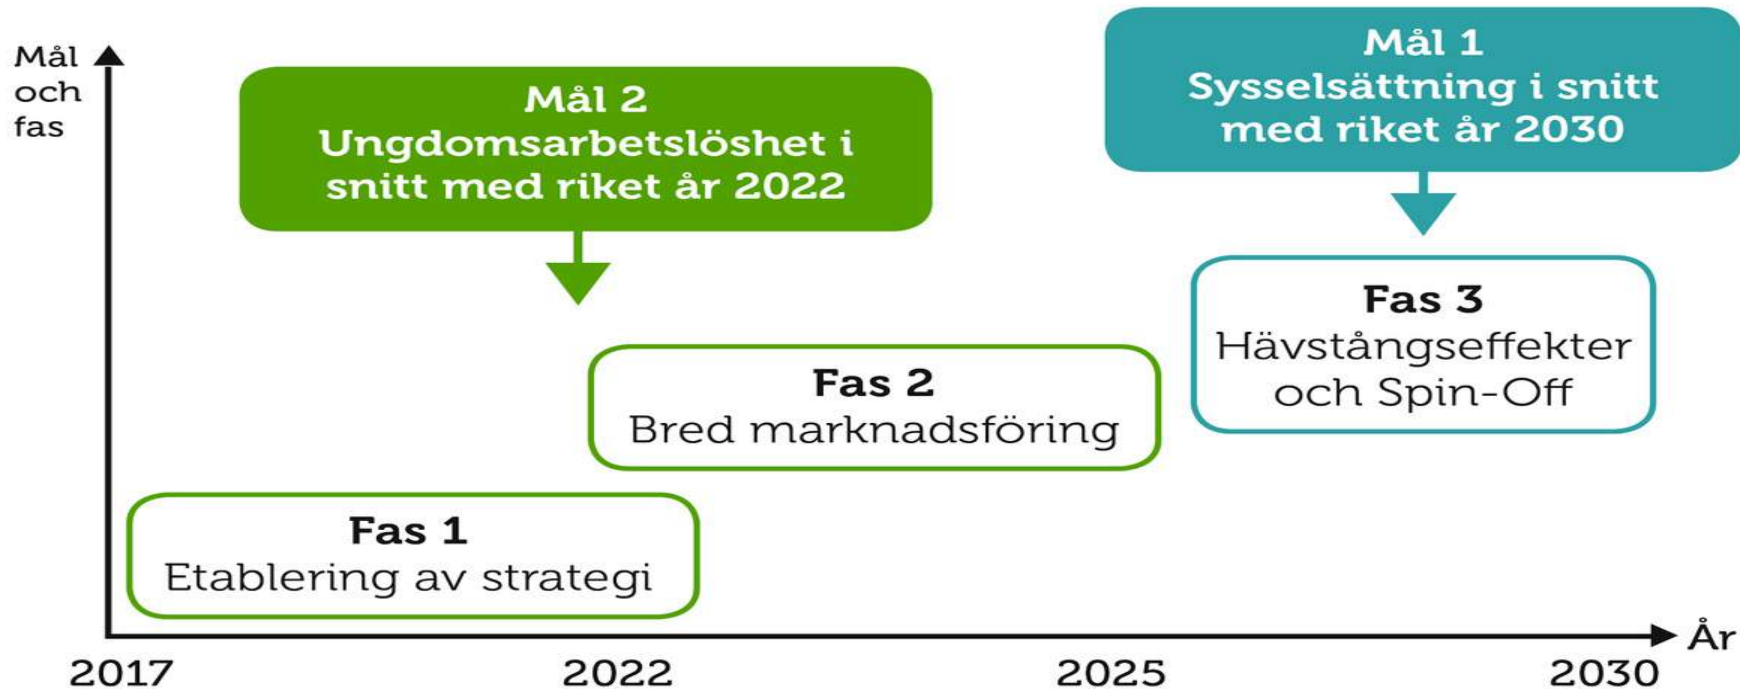 Mål
och
fas
Mål 2
Ungdomsarbetslöshet i
snitt med riket år 2022
Mål 1
Sysselsättning i snitt
med riket år 2030
Fas 3
Hävstångseffekter
och Spin-Off
Fas 2
Bred marknadsföring
Fas 1
Etablering av strategi
År
2017
2022
2025
2030